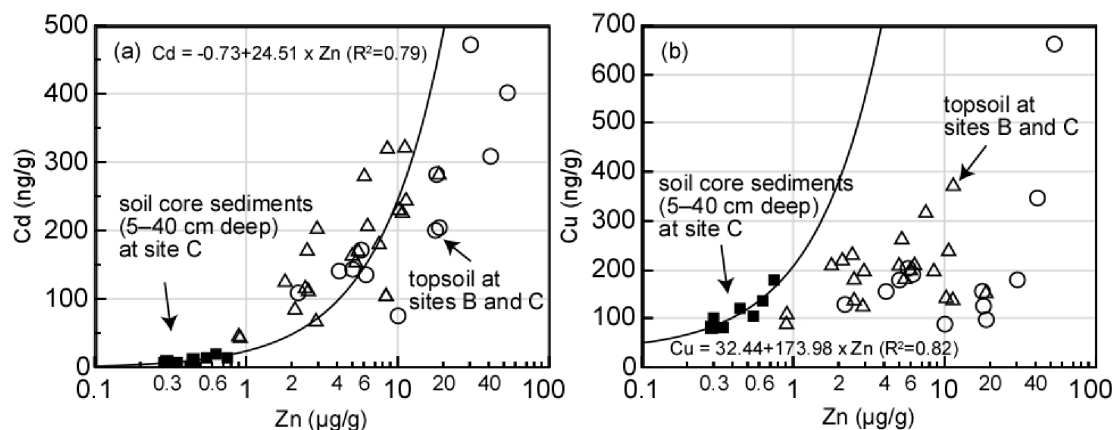 (a) Cd = -0.73+24.51 x Zn (R²=0.79)
500
400
300
200
100
0
Cd (ng/g)
soil core sediments
(5–40 cm deep)
at site C
topsoil at
sites B and C
0.1 0.3 0.6 1 2 4 6 10 20 40 100
Zn (µg/g)
(b)
700
600
500
400
300
200
100
0
Cu (ng/g)
topsoil at
sites B and C
soil core sediments
(5–40 cm deep)
at site C
Cu = 32.44+173.98 x Zn (R²=0.82)
0.1 0.3 0.6 1 2 4 6 10 20 40 100
Zn (µg/g)